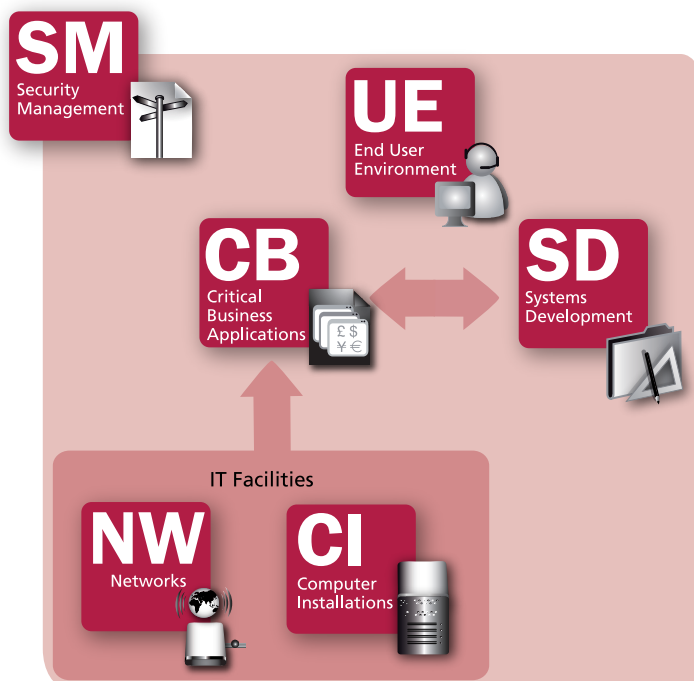 SM
Security
Management
UE
End User
Environment
CB
Critical
Business
Applications
£ $
¥ €
SD
Systems
Development
IT Facilities
NW
Networks
CI
Computer
Installations